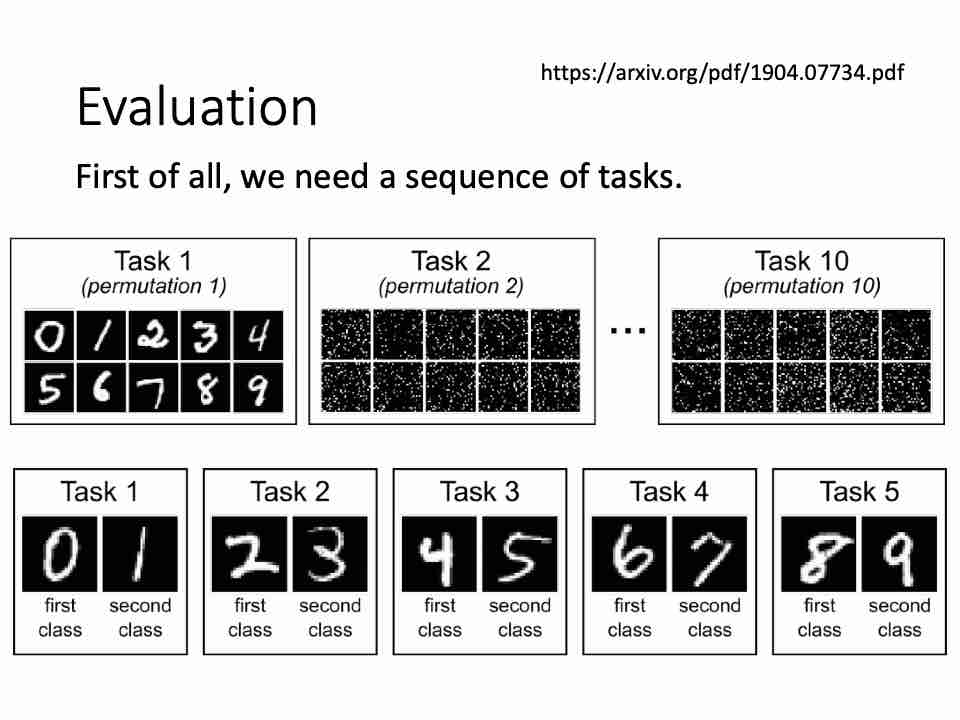 https://arxiv.org/pdf/1904.07734.pdf
Evaluation
First of all, we need a sequence of tasks.
Task 1
(permutation 1)
0 1 2 3 4
5 6 7 8 9
Task 2
(permutation 2)
...
Task 10
(permutation 10)
Task 1
0 1
first class
second class
Task 2
2 3
first class
second class
Task 3
4 5
first class
second class
Task 4
6 7
first class
second class
Task 5
8 9
first class
second class